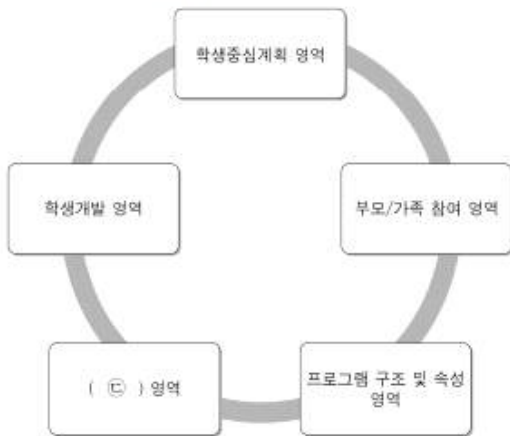 학생중심계획 영역
학생개발 영역
부모/가족 참여 영역
( ㉢ ) 영역
프로그램 구조 및 속성
영역